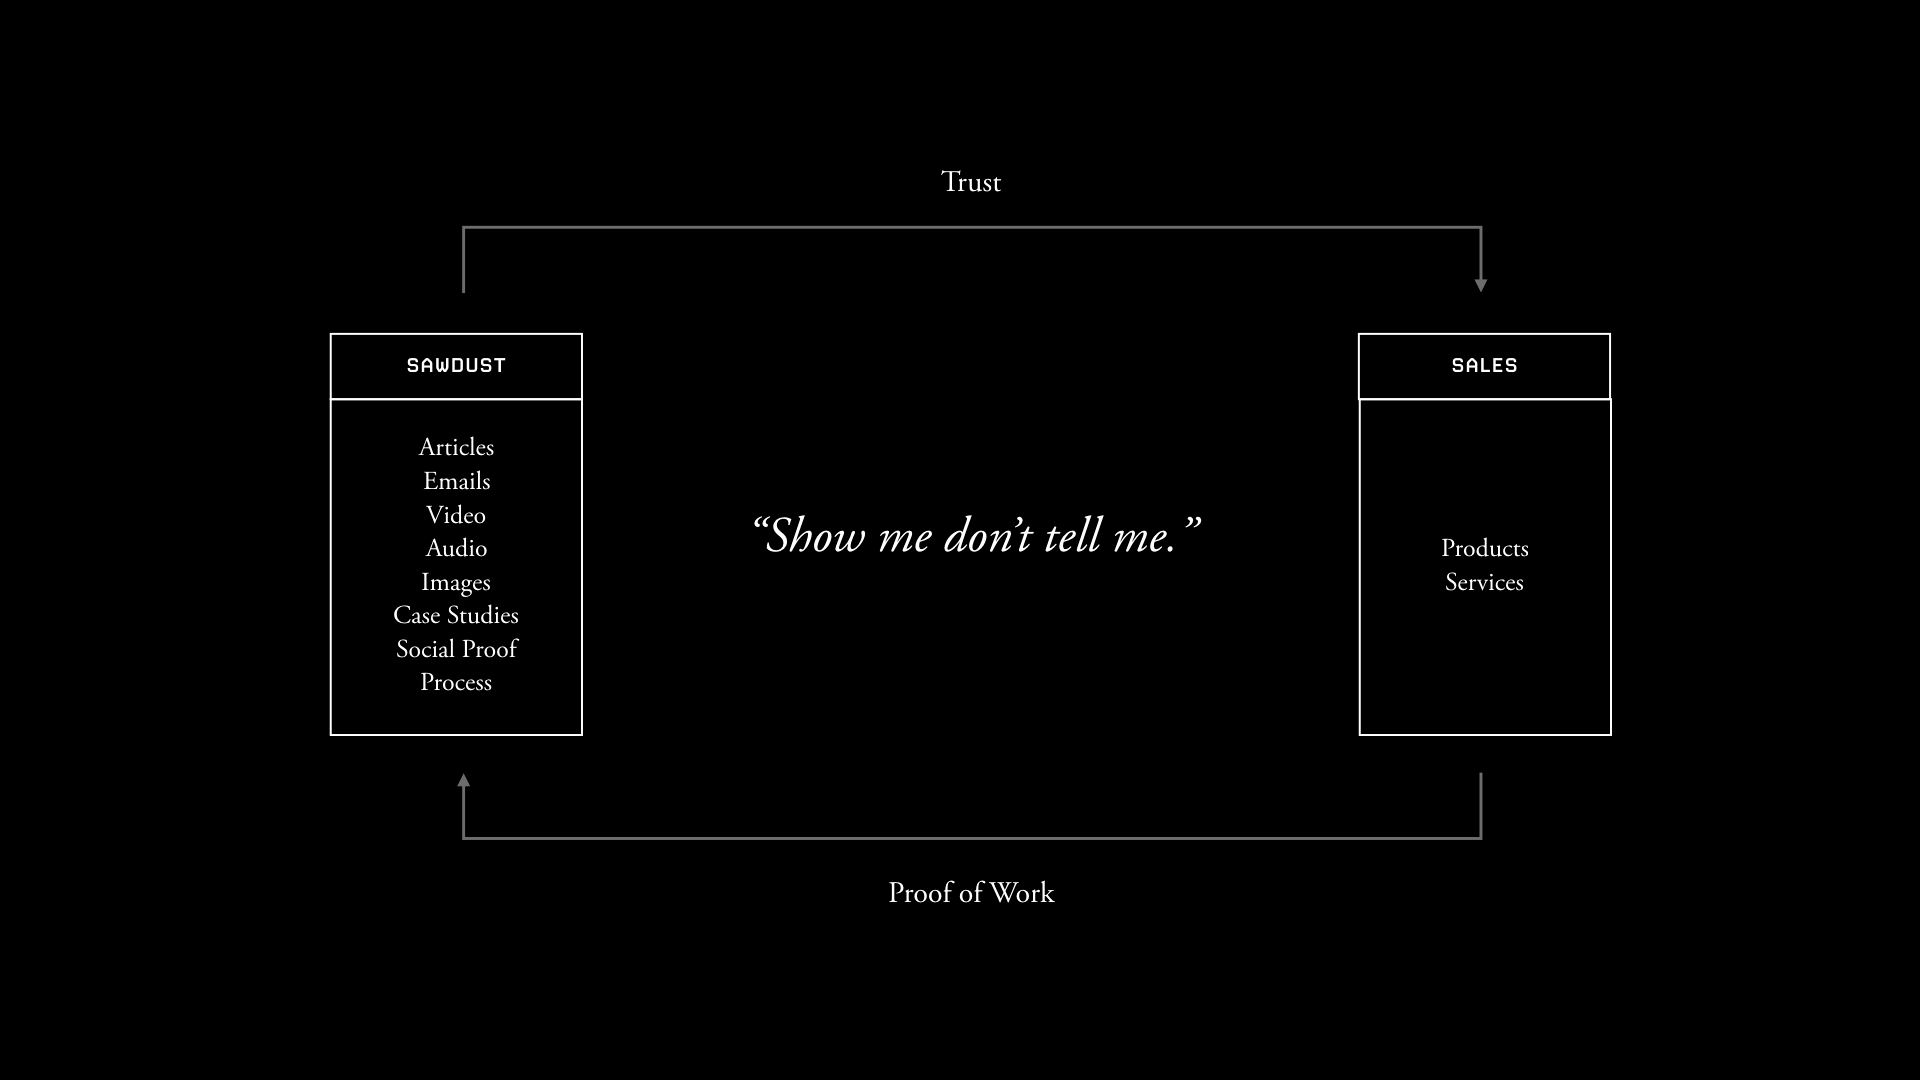 Trust
SAWDUST
Articles
Emails
Video
Audio
Images
Case Studies
Social Proof
Process
“Show me don’t tell me.”
SALES
Products
Services
Proof of Work